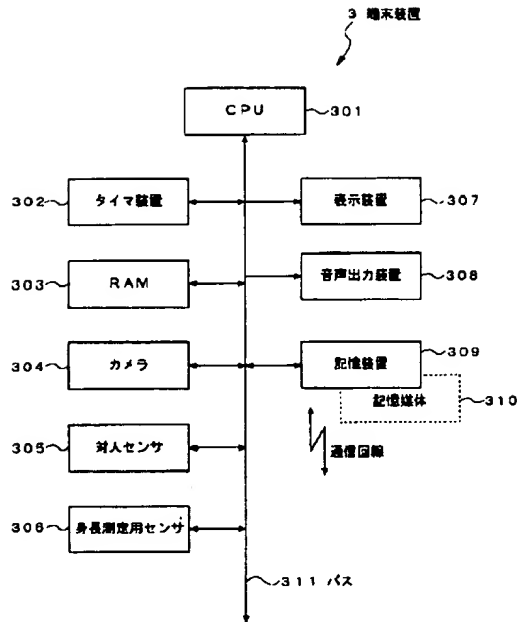 3 端末装置
CPU
301
302
タイマ装置
表示装置
307
303
RAM
音声出力装置
308
304
カメラ
記憶装置
309
記憶媒体
310
305
対人センサ
通信回線
306
身長測定用センサ
311 バス